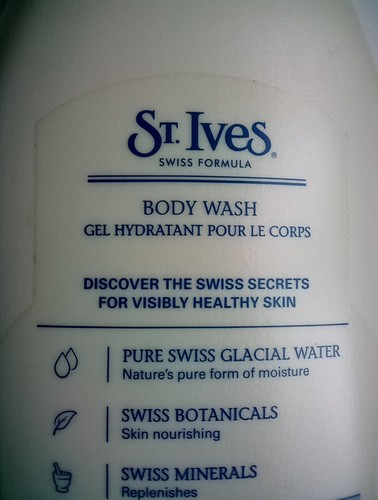 St. Ives®
SWISS FORMULA
BODY WASH
GEL HYDRATANT POUR LE CORPS
DISCOVER THE SWISS SECRETS
FOR VISIBLY HEALTHY SKIN
PURE SWISS GLACIAL WATER
Nature's pure form of moisture
SWISS BOTANICALS
Skin nourishing
SWISS MINERALS
Replenishes